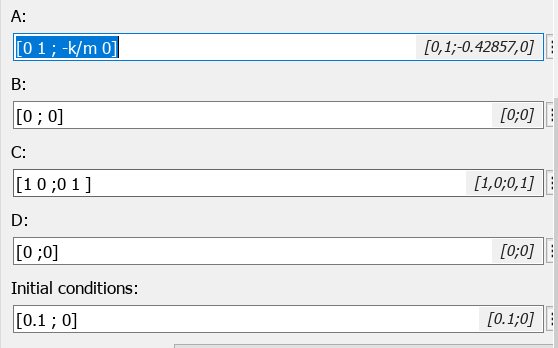 A:
[0 1 ; -k/m 0] [0,1;-0.42857,0]
B:
[0 ; 0] [0;0]
C:
[1 0 ;0 1 ] [1,0;0,1]
D:
[0 ;0] [0;0]
Initial conditions:
[0.1 ; 0] [0.1;0]